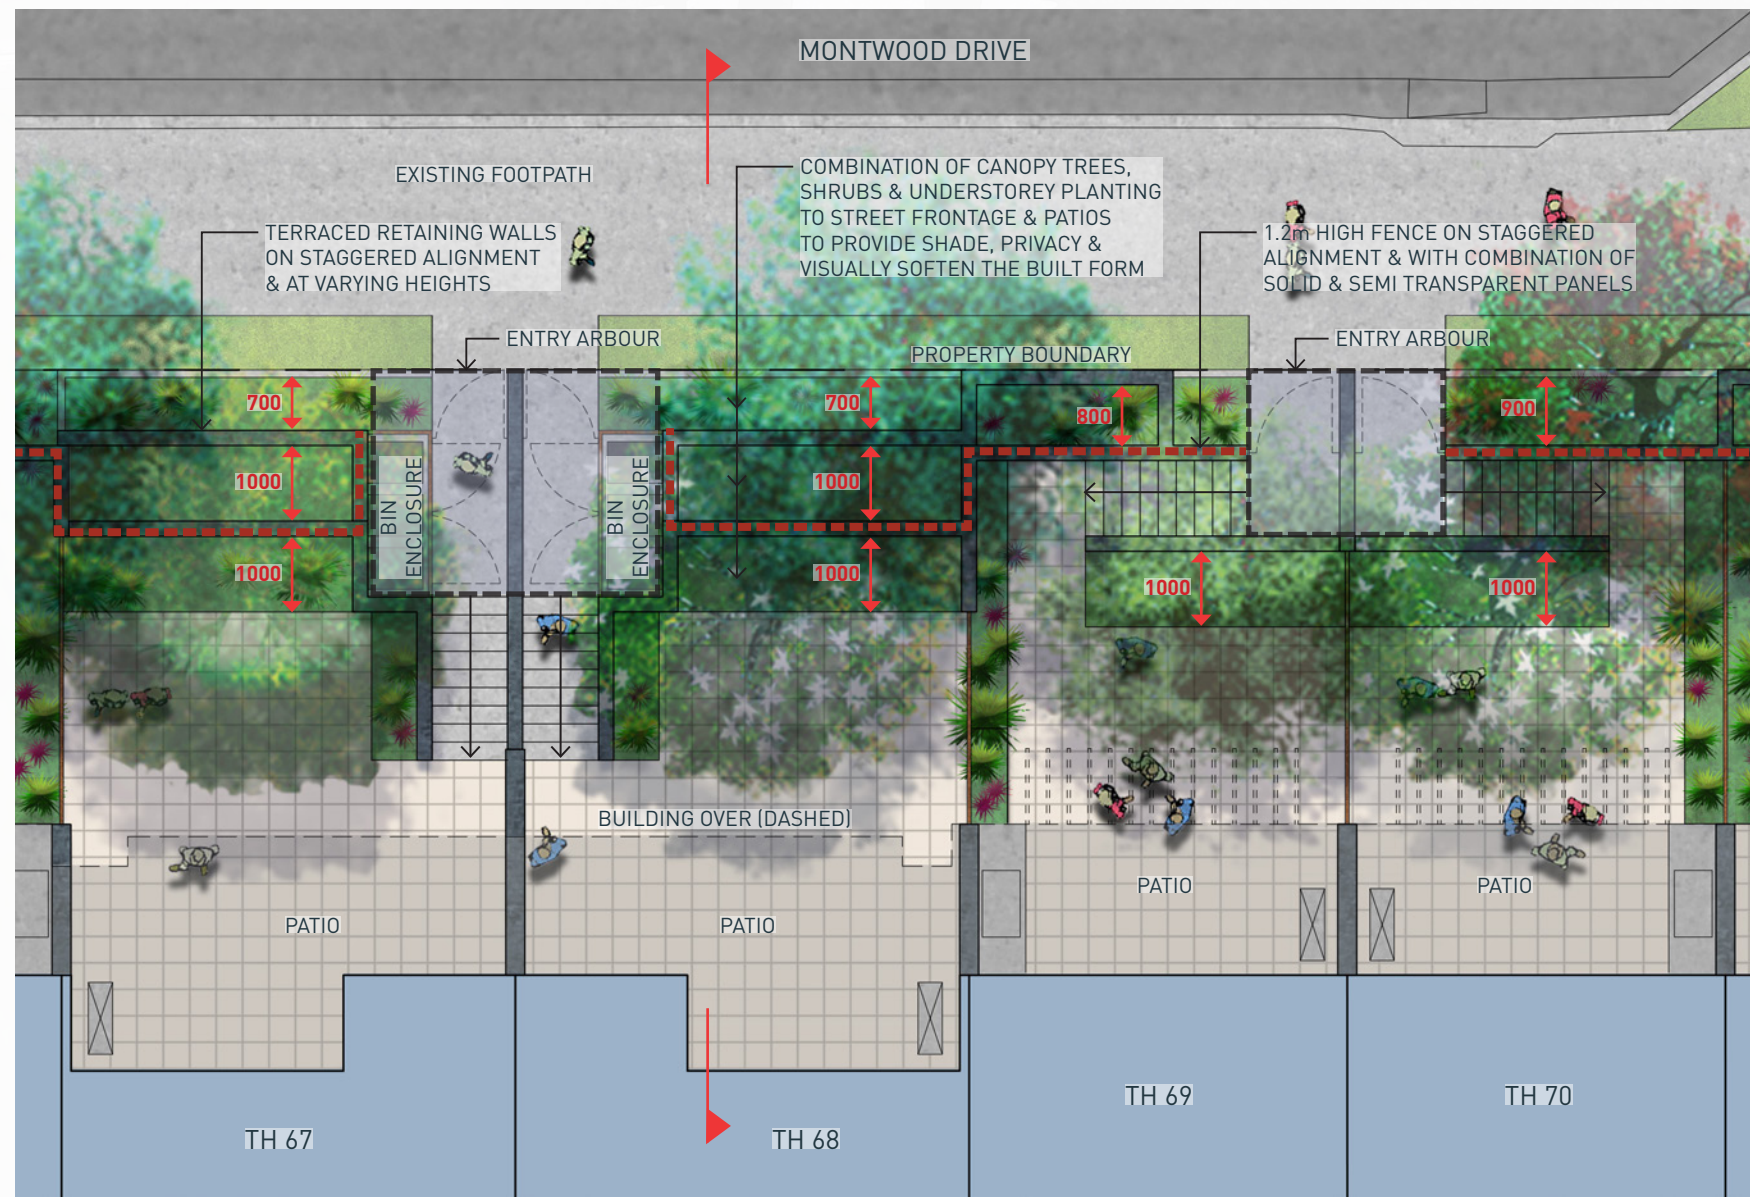 MONTWOOD DRIVE
EXISTING FOOTPATH
COMBINATION OF CANOPY TREES,
SHRUBS & UNDERSTOREY PLANTING
TO STREET FRONTAGE & PATIOS
TO PROVIDE SHADE, PRIVACY &
VISUALLY SOFTEN THE BUILT FORM
TERRACED RETAINING WALLS
ON STAGGERED ALIGNMENT
& AT VARYING HEIGHTS
1.2m HIGH FENCE ON STAGGERED
ALIGNMENT & WITH COMBINATION OF
SOLID & SEMI TRANSPARENT PANELS
ENTRY ARBOUR
ENTRY ARBOUR
PROPERTY BOUNDARY
700
700
800
900
1000
BIN
ENCLOSURE
BIN
ENCLOSURE
1000
1000
1000
1000
1000
BUILDING OVER (DASHED)
PATIO
PATIO
PATIO
PATIO
TH 67
TH 68
TH 69
TH 70